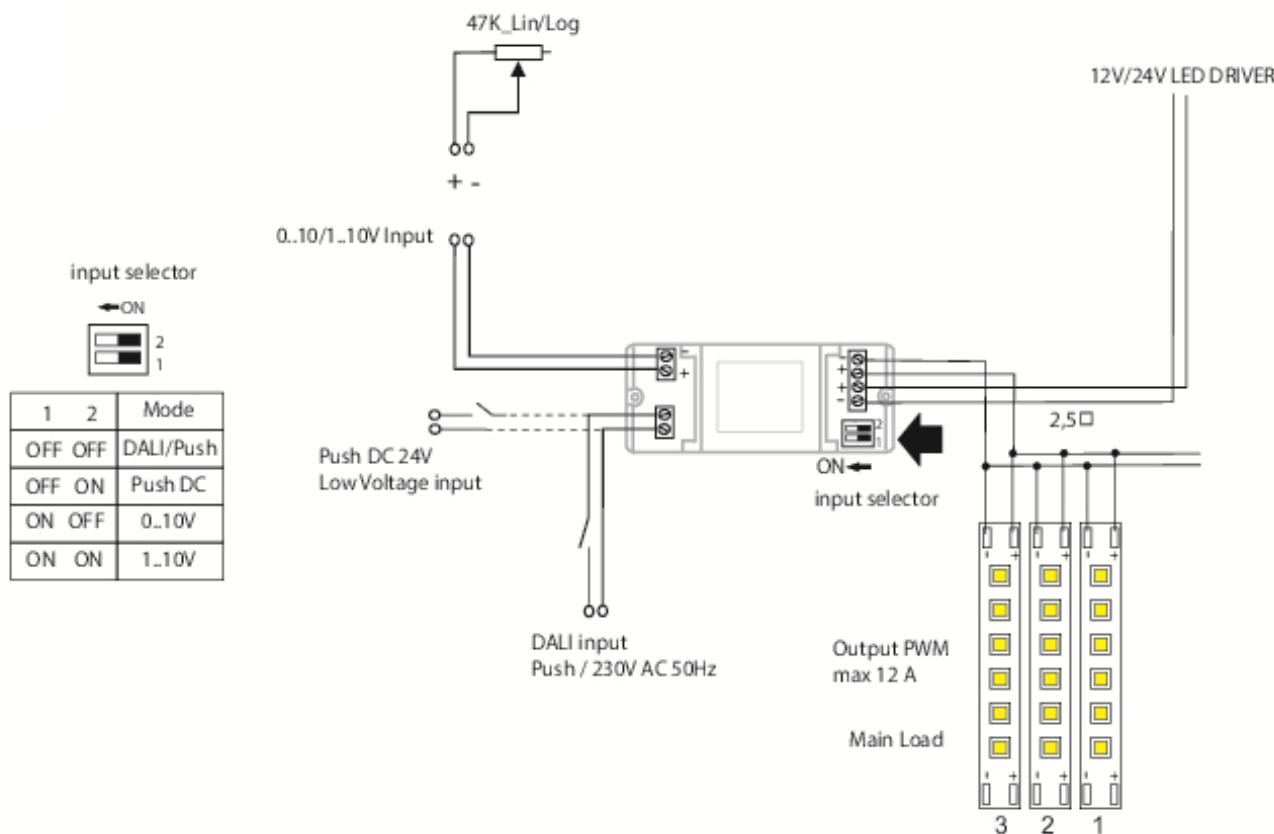 47K_Lin/Log
12V/24V LED DRIVER
+ -
0..10/1..10V Input
input selector
←ON
2
1
1 2 Mode
OFF OFF DALI/Push
OFF ON Push DC
ON OFF 0..10V
ON ON 1..10V
-
+
-
+
+
-
2
1
ON←
input selector
2,5□
Push DC 24V
Low Voltage input
DALI input
Push / 230V AC 50Hz
Output PWM
max 12 A
Main Load
- + - + - +
- + - + - +
3 2 1